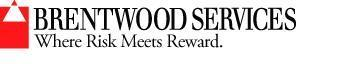 BRENTWOOD SERVICES
Where Risk Meets Reward.